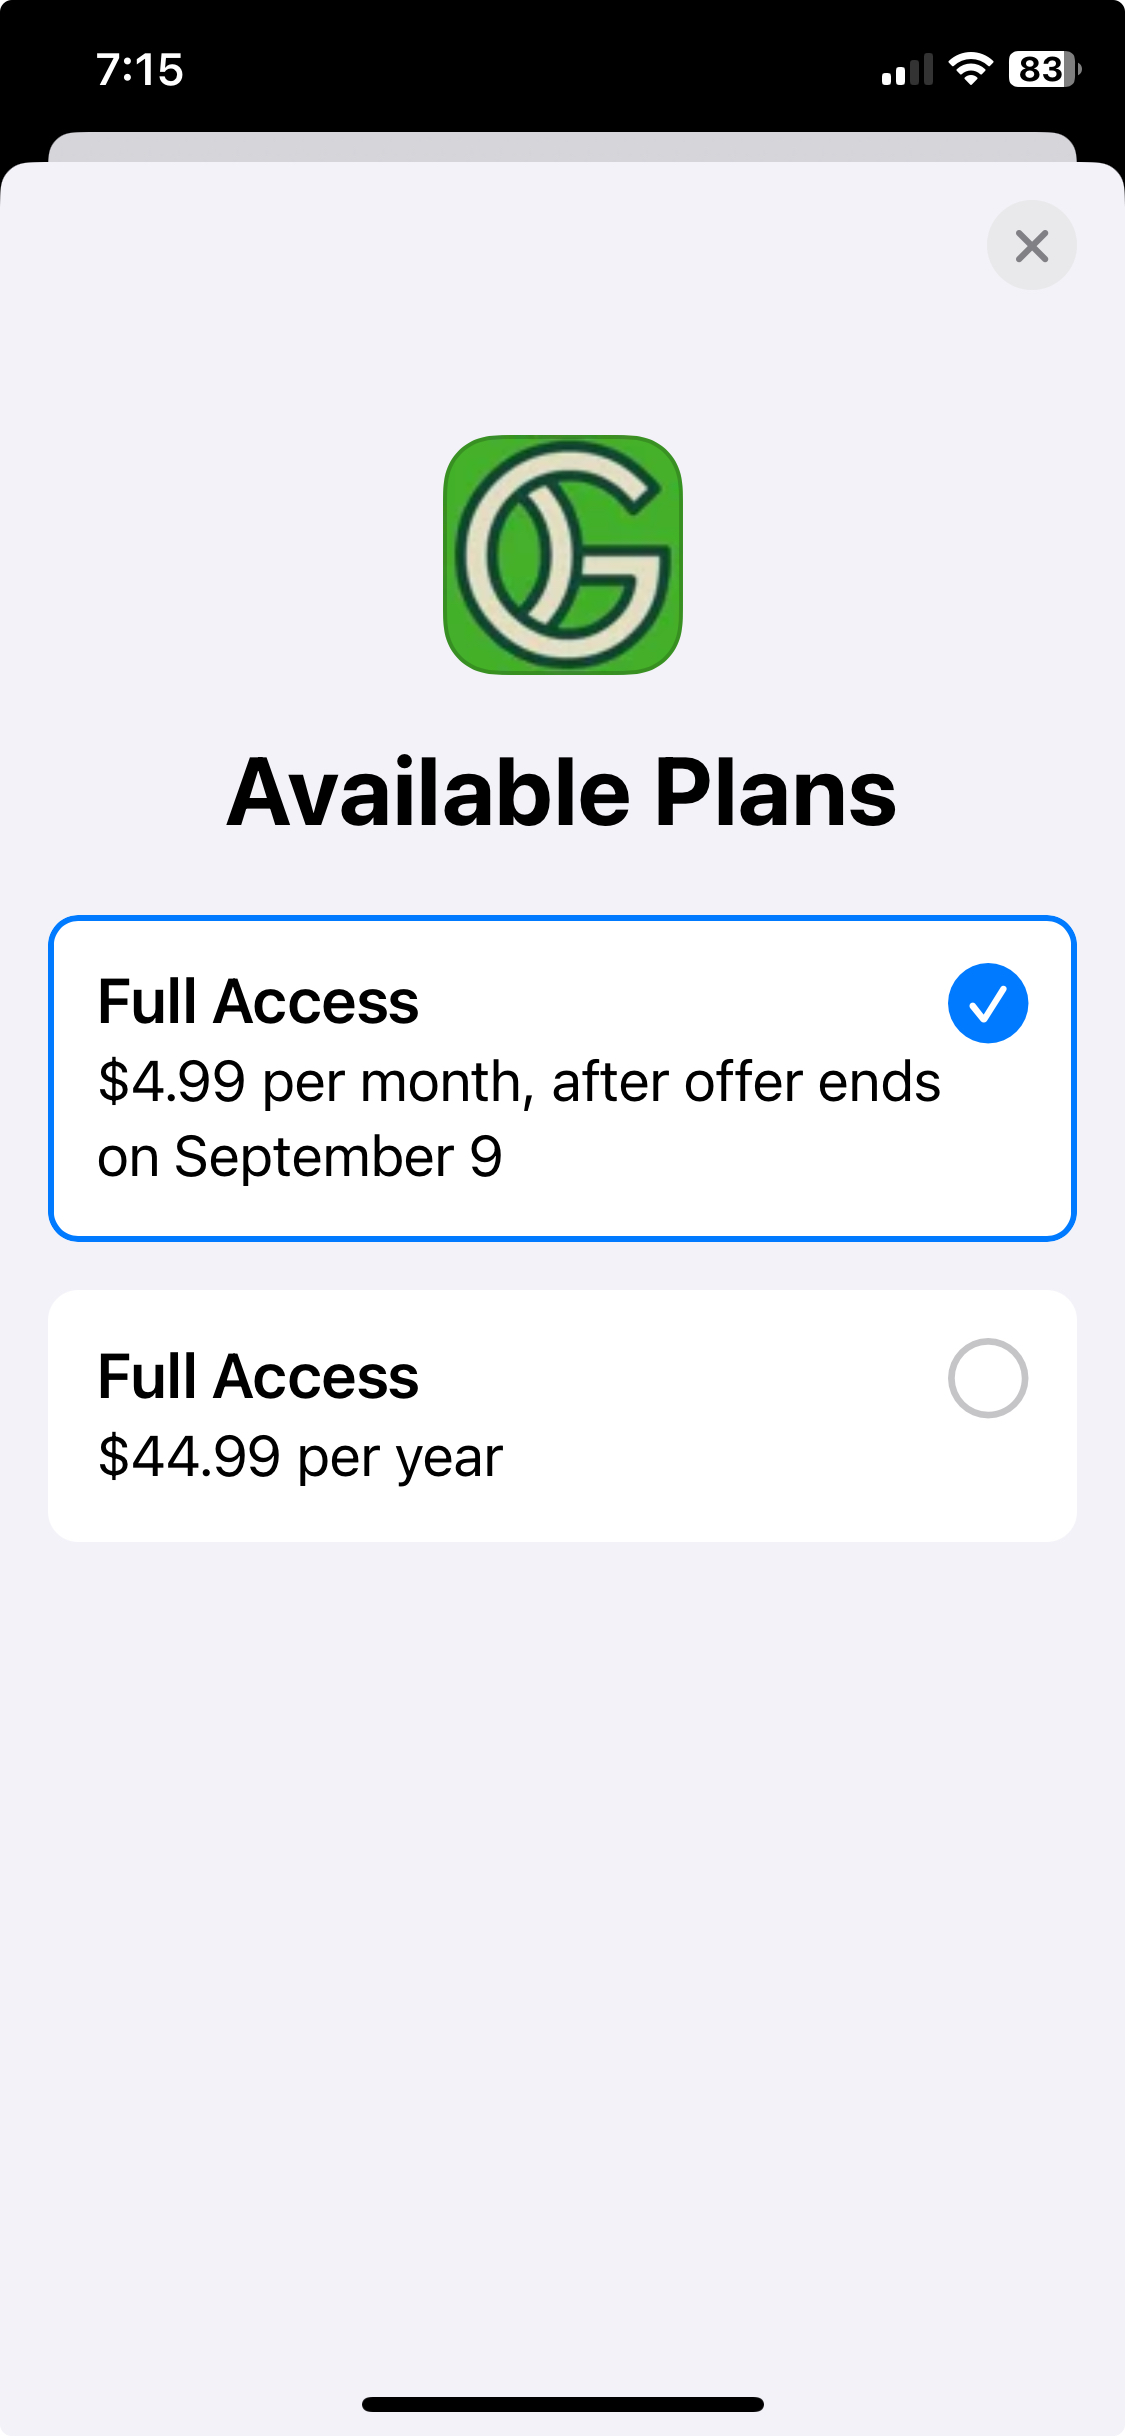 7:15
83
Available Plans
Full Access
$4.99 per month, after offer ends
on September 9
Full Access
$44.99 per year